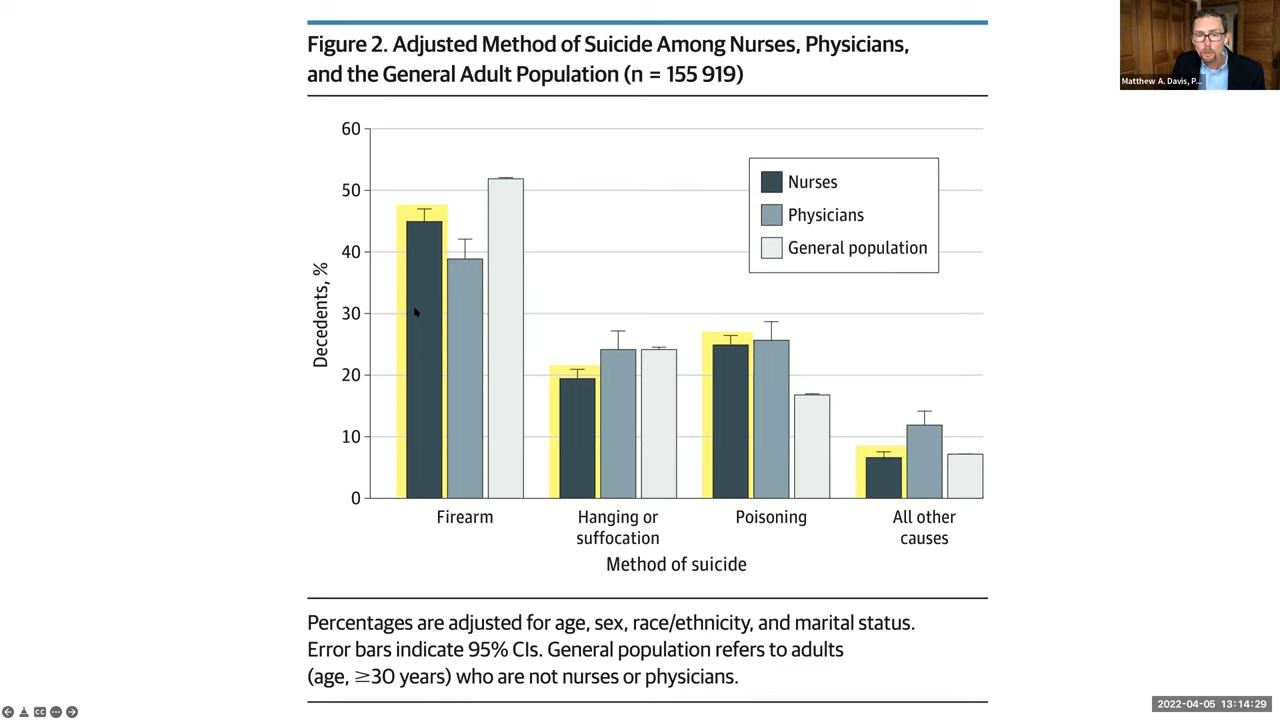 Figure 2. Adjusted Method of Suicide Among Nurses, Physicians,
and the General Adult Population (n = 155 919)
Matthew A. Davis, P...
60
50
40
30
20
10
0
Decedents, %
Nurses
Physicians
General population
Firearm
Hanging or
suffocation
Poisoning
All other
causes
Method of suicide
Percentages are adjusted for age, sex, race/ethnicity, and marital status.
Error bars indicate 95% CIs. General population refers to adults
(age, ≥30 years) who are not nurses or physicians.
CC
2022-04-05 13:14:29